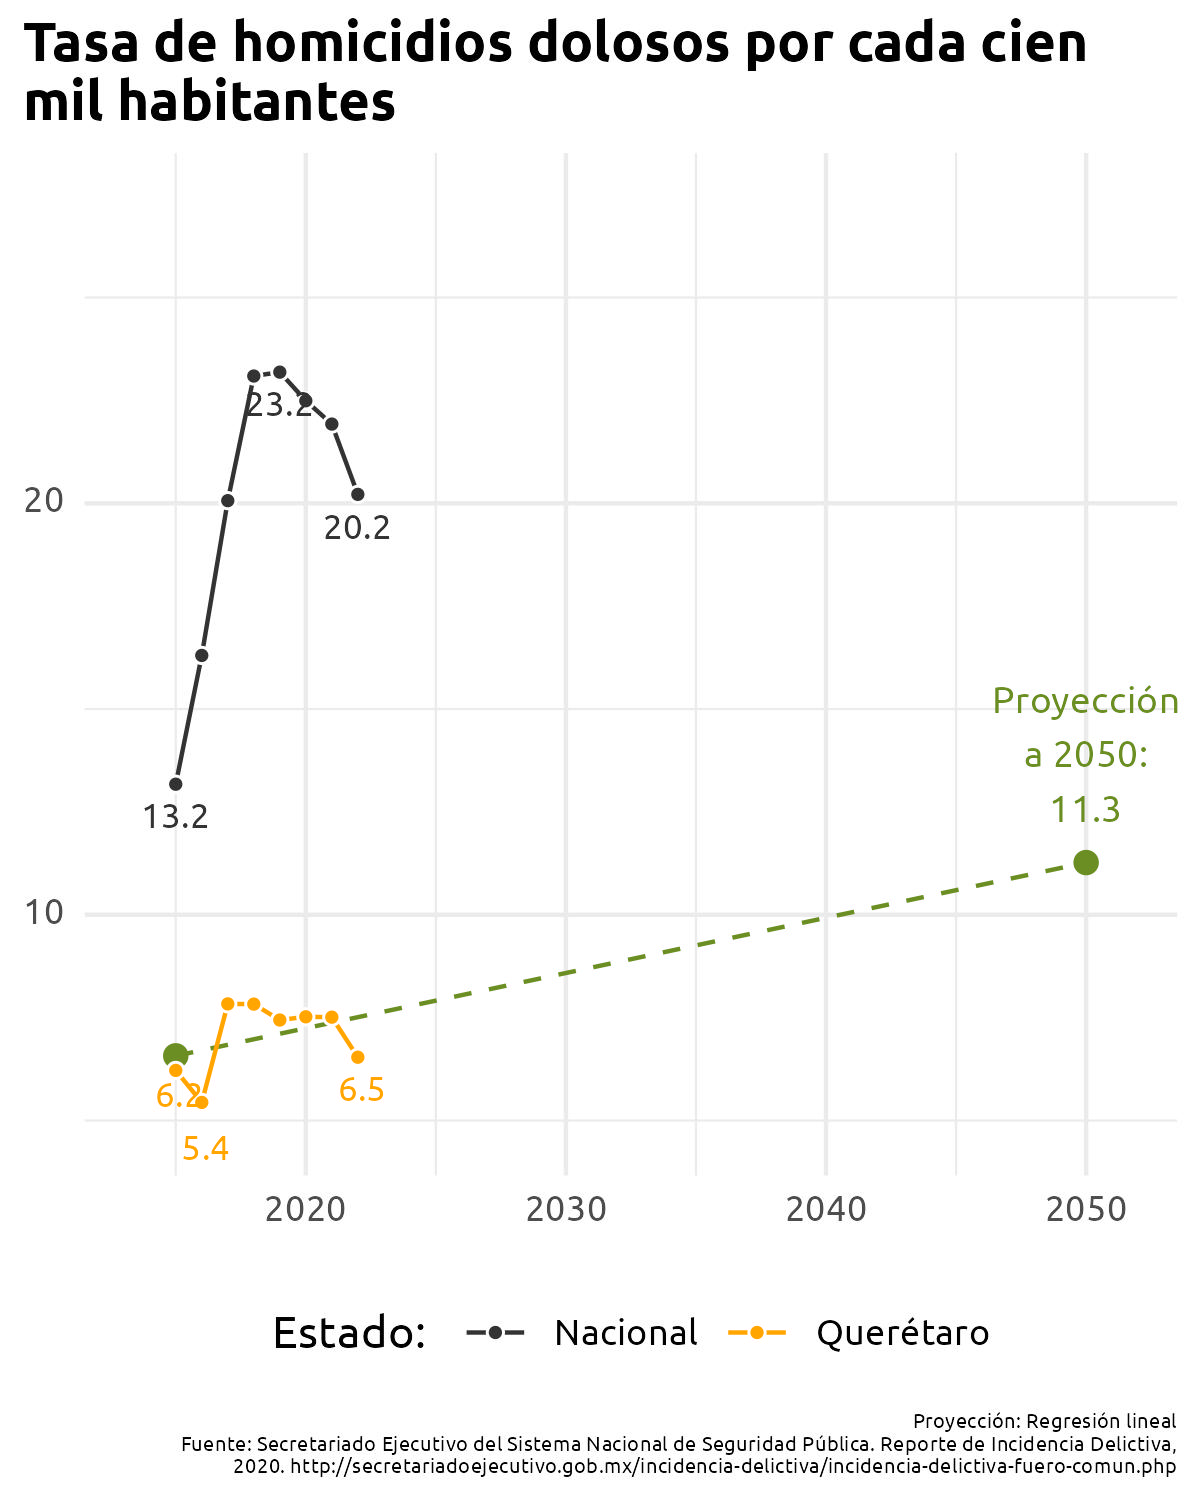 Tasa de homicidios dolosos por cada cien
mil habitantes
23.2
20
20.2
Proyección
a 2050:
11.3
13.2
10
6.2
6.5
5.4
2020
2030
2040
2050
Estado:
Nacional
Querétaro
Proyección: Regresión lineal
Fuente: Secretariado Ejecutivo del Sistema Nacional de Seguridad Pública. Reporte de Incidencia Delictiva,
2020. http://secretariadoejecutivo.gob.mx/incidencia-delictiva/incidencia-delictiva-fuero-comun.php